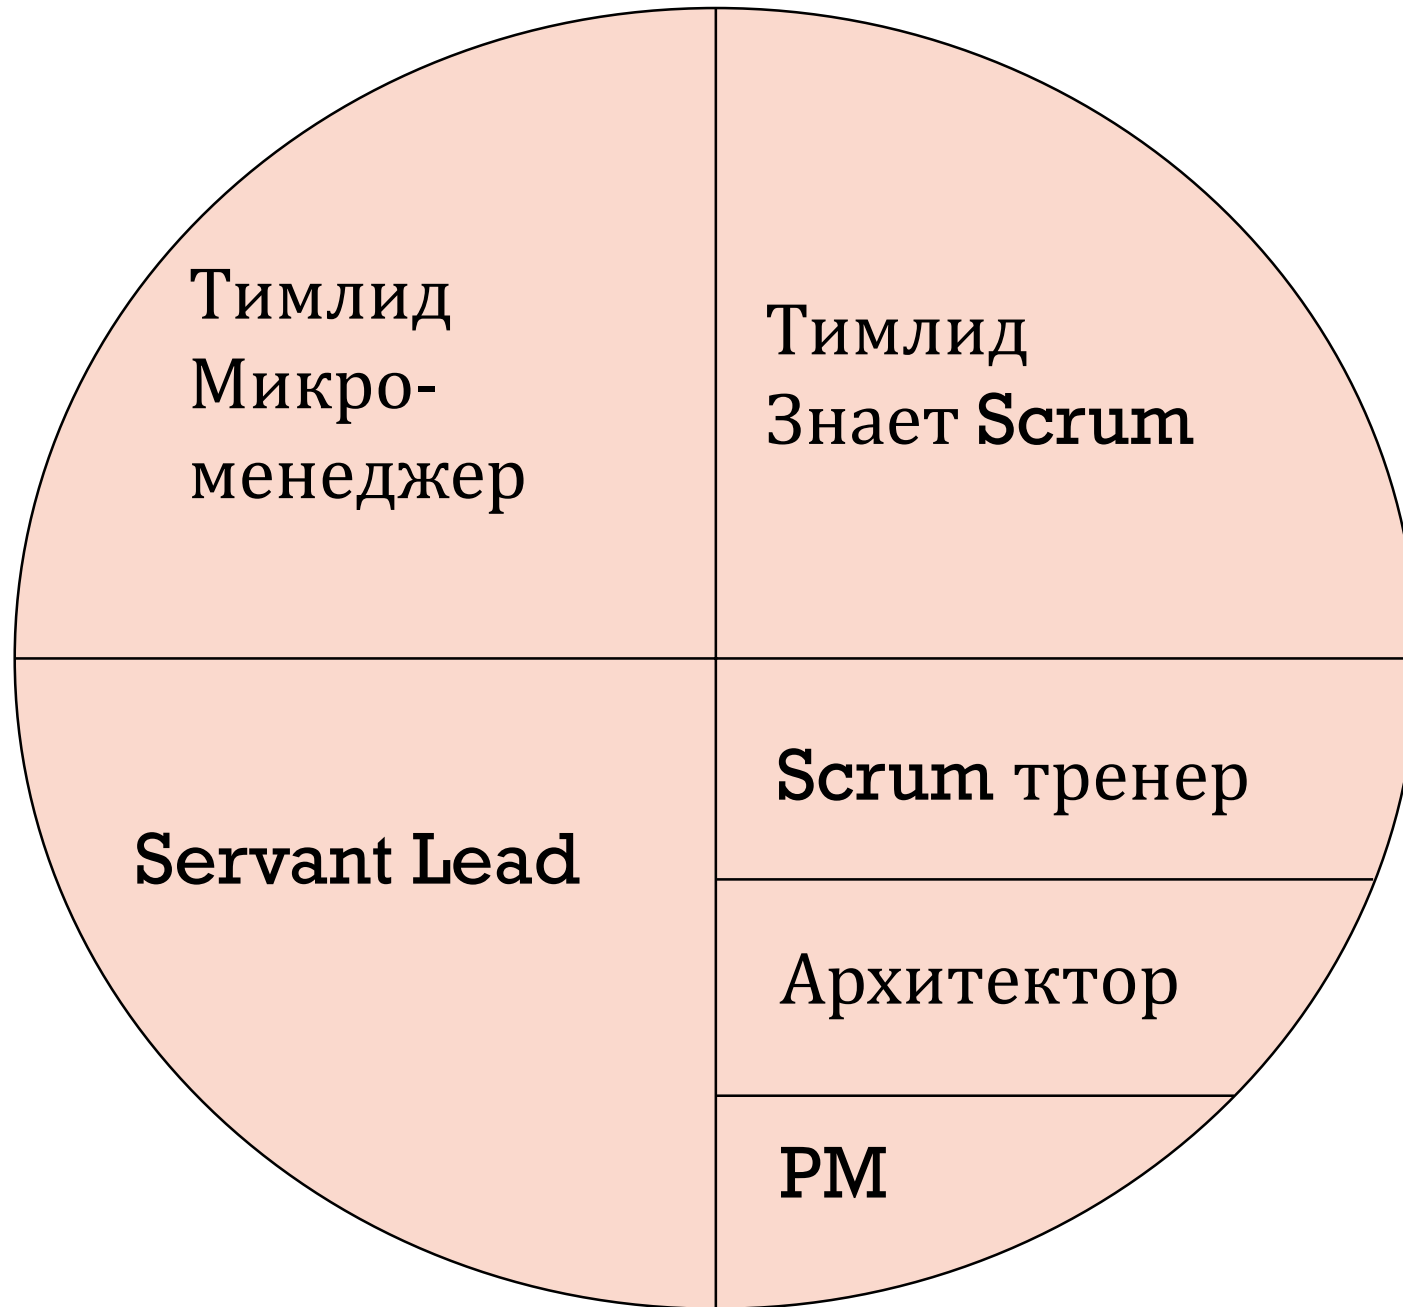 Тимлид
Микро-
менеджер
Тимлид
Знает Scrum
Servant Lead
Scrum тренер
Архитектор
PM